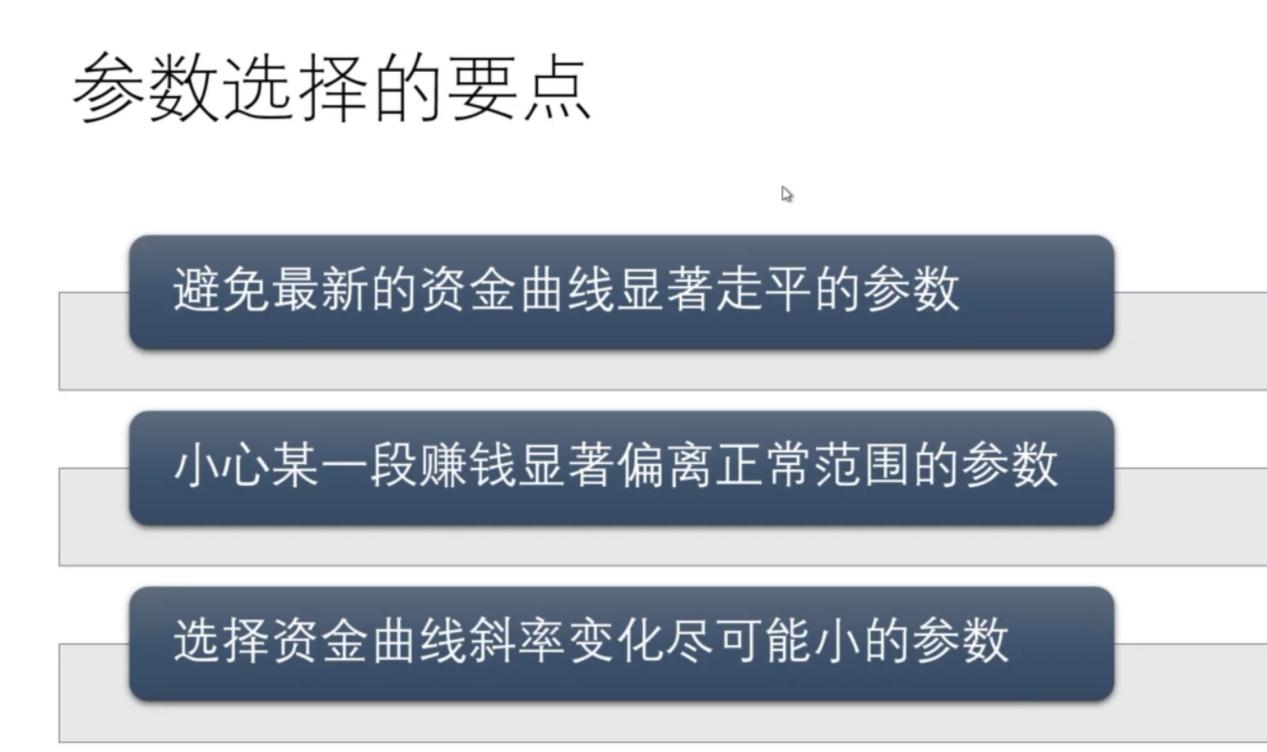 参数选择的要点
避免最新的资金曲线显著走平的参数
小心某一段赚钱显著偏离正常范围的参数
选择资金曲线斜率变化尽可能小的参数